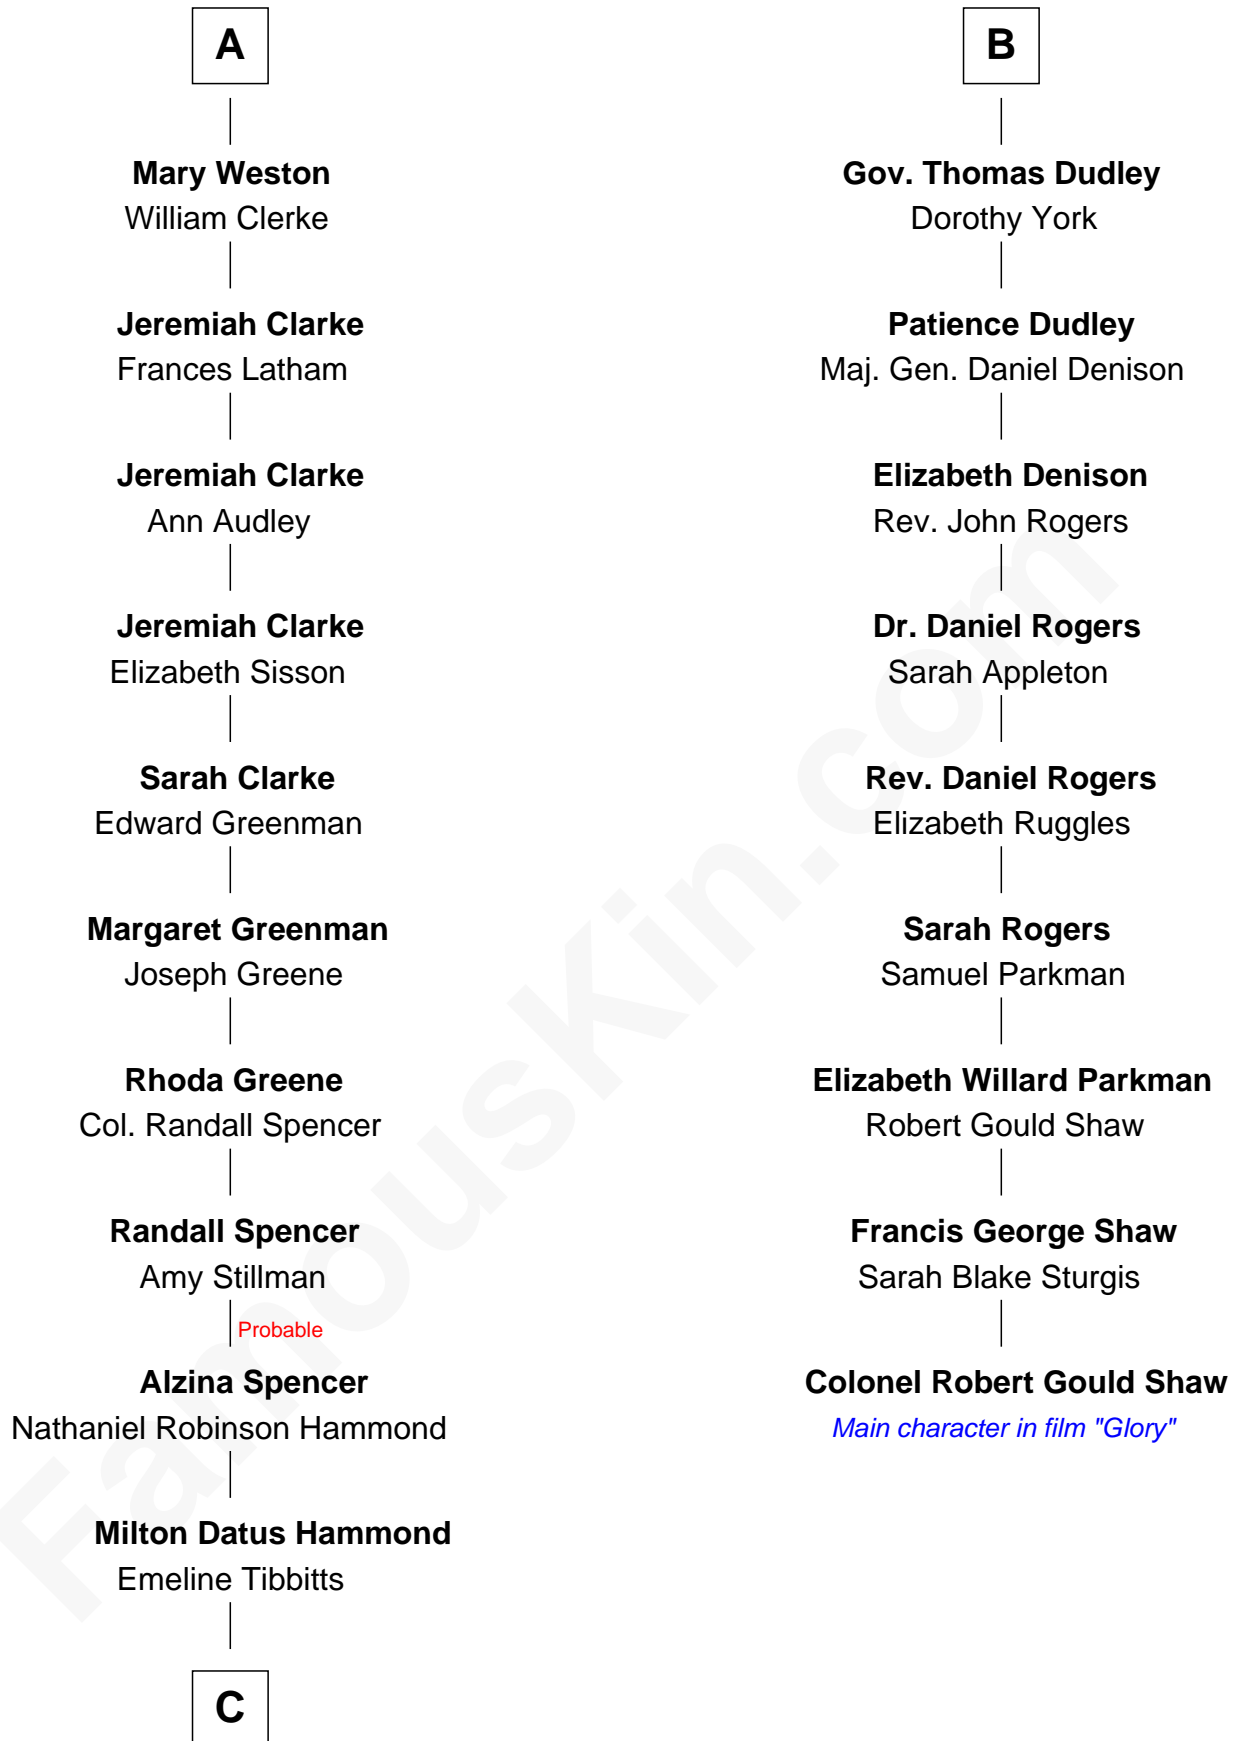 A
Mary Weston
William Clerke
Jeremiah Clarke
Frances Latham
Jeremiah Clarke
Ann Audley
Jeremiah Clarke
Elizabeth Sisson
Sarah Clarke
Edward Greenman
Margaret Greenman
Joseph Greene
Rhoda Greene
Col. Randall Spencer
Randall Spencer
Amy Stillman
Probable
Alzina Spencer
Nathaniel Robinson Hammond
Milton Datus Hammond
Emeline Tibbitts
C
B
Gov. Thomas Dudley
Dorothy York
Patience Dudley
Maj. Gen. Daniel Denison
Elizabeth Denison
Rev. John Rogers
Dr. Daniel Rogers
Sarah Appleton
Rev. Daniel Rogers
Elizabeth Ruggles
Sarah Rogers
Samuel Parkman
Elizabeth Willard Parkman
Robert Gould Shaw
Francis George Shaw
Sarah Blake Sturgis
Colonel Robert Gould Shaw
Main character in film "Glory"
FamousKin.com